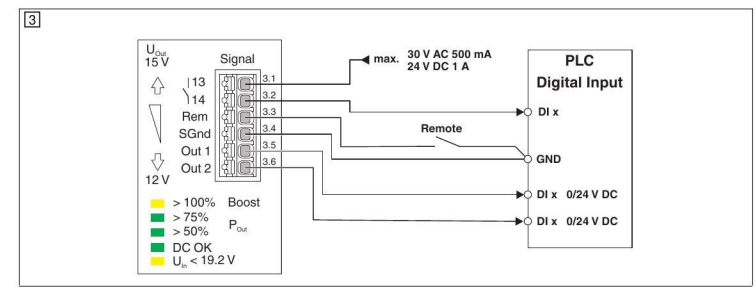 3
U_Out
15 V
Signal
13
14
Rem
SGnd
Out 1
Out 2
12 V
3.1
3.2
3.3
3.4
3.5
3.6
> 100% Boost
> 75%
> 50%
P_Out
DC OK
U_In < 19.2 V
max. 30 V AC 500 mA
24 V DC 1 A
Remote
PLC
Digital Input
DI x
GND
DI x 0/24 V DC
DI x 0/24 V DC